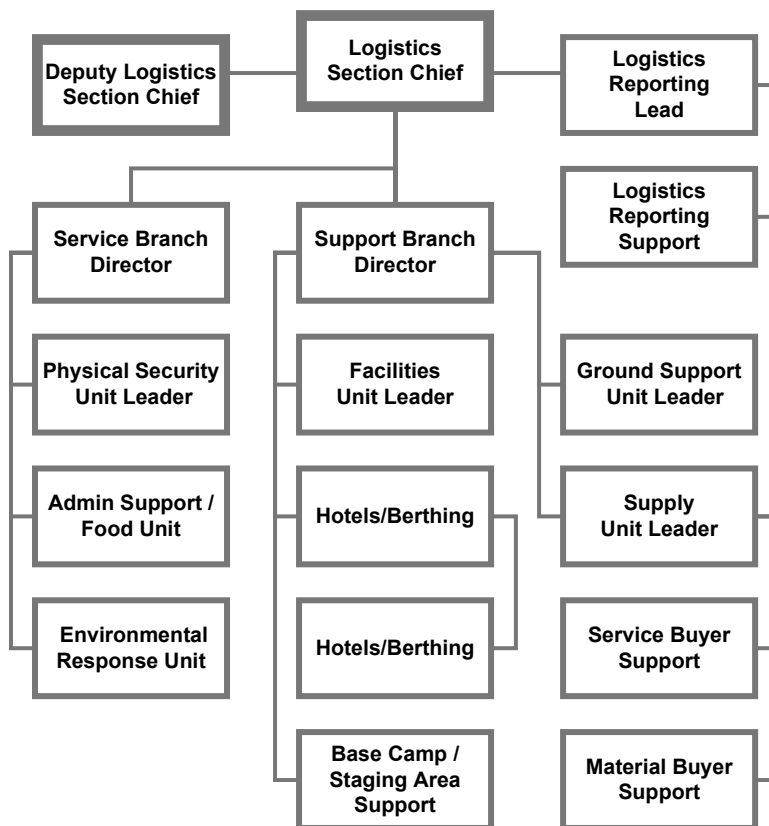 Deputy Logistics
Section Chief
Logistics
Section Chief
Logistics
Reporting
Lead
Logistics
Reporting
Support
Service Branch
Director
Support Branch
Director
Physical Security
Unit Leader
Facilities
Unit Leader
Ground Support
Unit Leader
Admin Support /
Food Unit
Hotels/Berthing
Supply
Unit Leader
Environmental
Response Unit
Hotels/Berthing
Service Buyer
Support
Base Camp /
Staging Area
Support
Material Buyer
Support